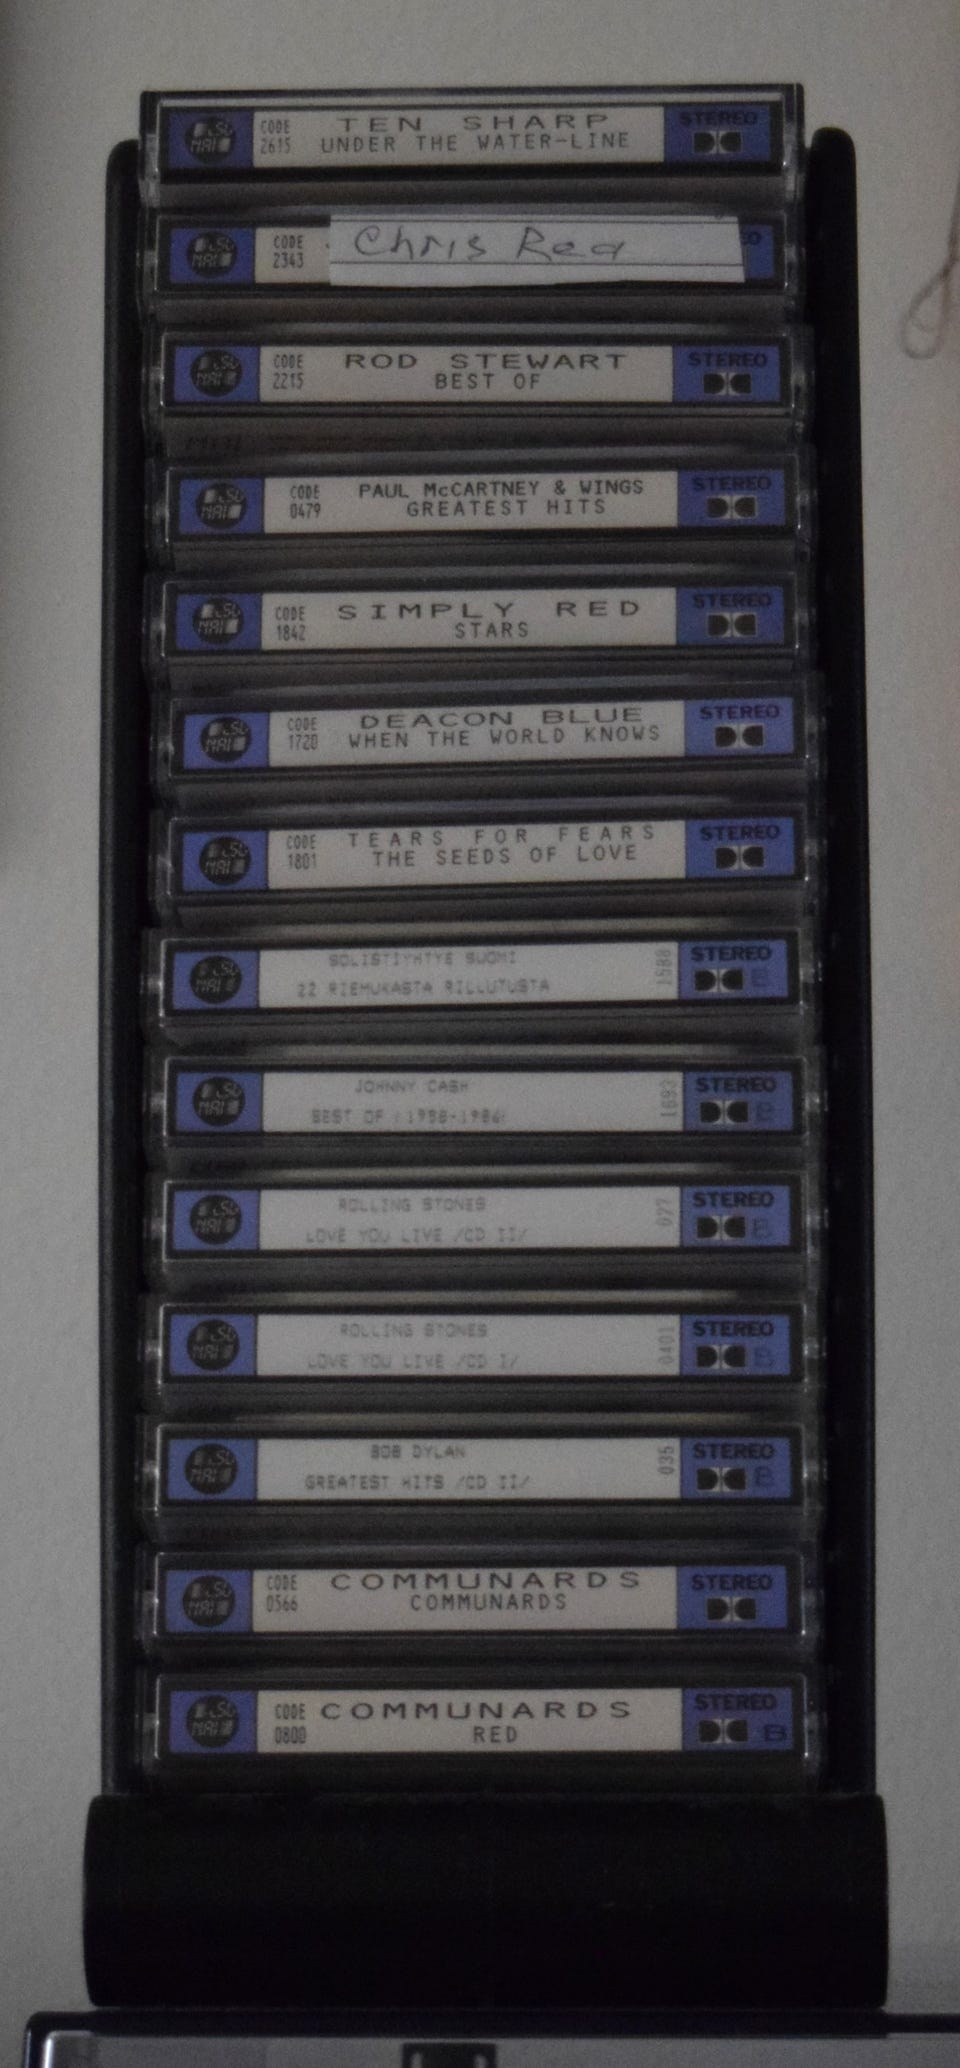 CODE 2615 TEN SHARP STEREO
UNDER THE WATER-LINE
CODE 2343 Chris Rea
CODE 2215 ROD STEWART STEREO
BEST OF
CODE 0479 PAUL McCARTNEY & WINGS STEREO
GREATEST HITS
CODE 1842 SIMPLY RED STEREO
STARS
CODE 1720 DEACON BLUE STEREO
WHEN THE WORLD KNOWS
CODE 1801 TEARS FOR FEARS STEREO
THE SEEDS OF LOVE
SOLISTIYHTYE SUOMI 1588 STEREO
22 RIEMUKASTA RILLUTUSTA B
JOHNNY CASH 1693 STEREO
BEST OF B
ROLLING STONES 027 STEREO
LOVE YOU LIVE /CD II/ B
ROLLING STONES 0401 STEREO
LOVE YOU LIVE /CD I/ B
BOB DYLAN 035 STEREO
GREATEST HITS /CD II/ B
CODE 0566 COMMUNARDS STEREO
COMMUNARDS
CODE 0800 COMMUNARDS STEREO
RED B